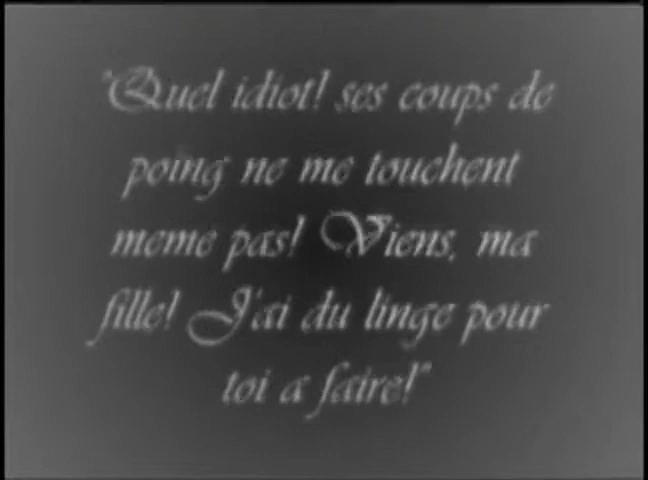 "Quel idiot! ses coups de
poing ne me touchent
meme pas! Viens, ma
fille! J'ai du linge pour
toi a faire!"